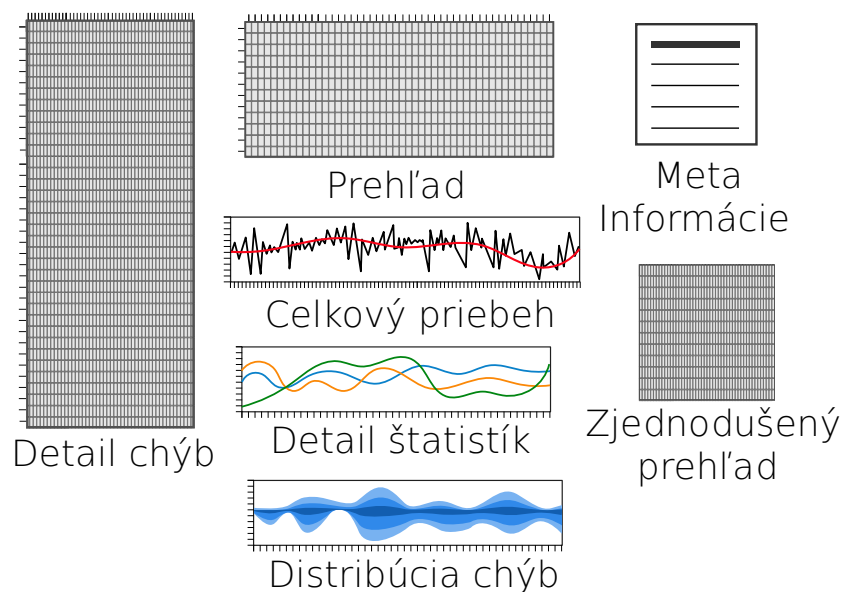 Detail chýb
Prehľad
Celkový priebeh
Detail štatistík
Distribúcia chýb
Meta
Informácie
Zjednodušený
prehľad